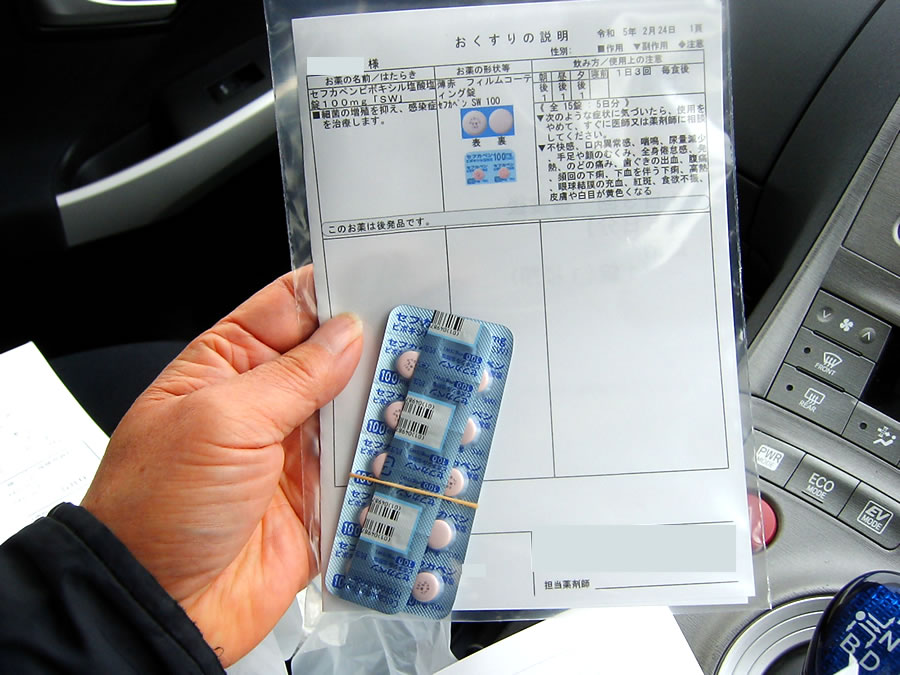 おくすりの説明
令和 5年 2月24日 1頁
性別:
■作用 ▼副作用 ◆注意
様
お薬の名前/はたらき
お薬の形状等
飲み方/使用上の注意
セフカペンピボキシル塩酸塩
錠100mg「SW」
■細菌の増殖を抑え、感染症
を治療します。
薄赤 フィルムコーテ
ィング錠
セフカペン SW 100
表 裏
セフカペン 100
朝 昼 夕 寝前
後 後 後
1 1 1
1日3回 毎食後
《 全 15錠 : 5日分 》
▼次のような症状に気づいたら、使用を
やめて、すぐに医師又は薬剤師に相談
してください。
▼不快感、口内異常感、喘鳴、尿量減少
、手足や顔のむくみ、全身倦怠感、発
熱、のどの痛み、歯ぐきの出血、腹痛
、頻回の下痢、下血を伴う下痢、高熱
、眼球結膜の充血、紅斑、食欲不振、
皮膚や白目が黄色くなる
このお薬は後発品です。
担当薬剤師
セフカペン
100
100
100
FRONT
REAR
PWR
MODE
ECO
MODE
EV
MODE
N
B
D